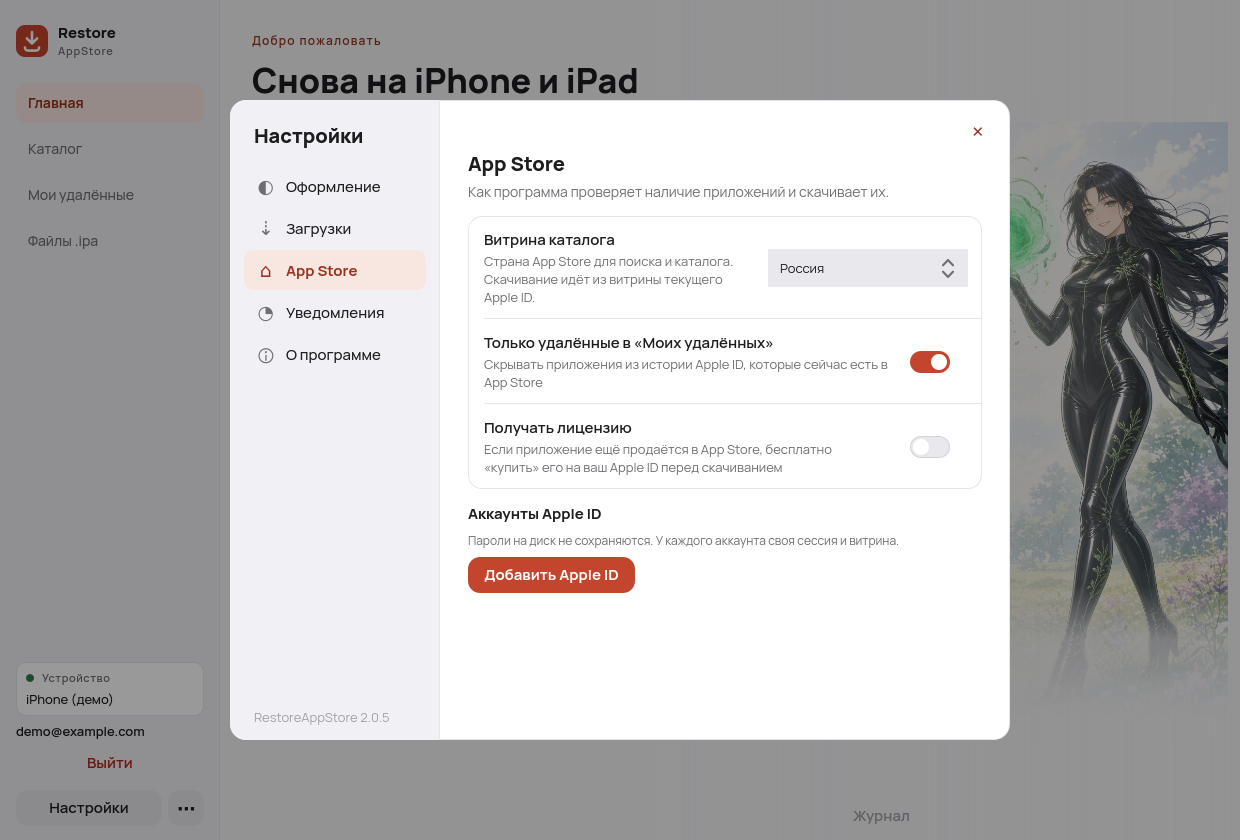 Restore
AppStore
Главная
Каталог
Мои удалённые
Файлы .ipa
Устройство
iPhone (демо)
demo@example.com
Выйти
Настройки
Добро пожаловать
Снова на iPhone и iPad
Настройки
Оформление
Загрузки
App Store
Уведомления
О программе
RestoreAppStore 2.0.5
App Store
Как программа проверяет наличие приложений и скачивает их.
Витрина каталога
Страна App Store для поиска и каталога.
Скачивание идёт из витрины текущего
Apple ID.
Россия
Только удалённые в «Моих удалённых»
Скрывать приложения из истории Apple ID, которые сейчас есть в
App Store
Получать лицензию
Если приложение ещё продаётся в App Store, бесплатно
«купить» его на ваш Apple ID перед скачиванием
Аккаунты Apple ID
Пароли на диск не сохраняются. У каждого аккаунта своя сессия и витрина.
Добавить Apple ID
Журнал